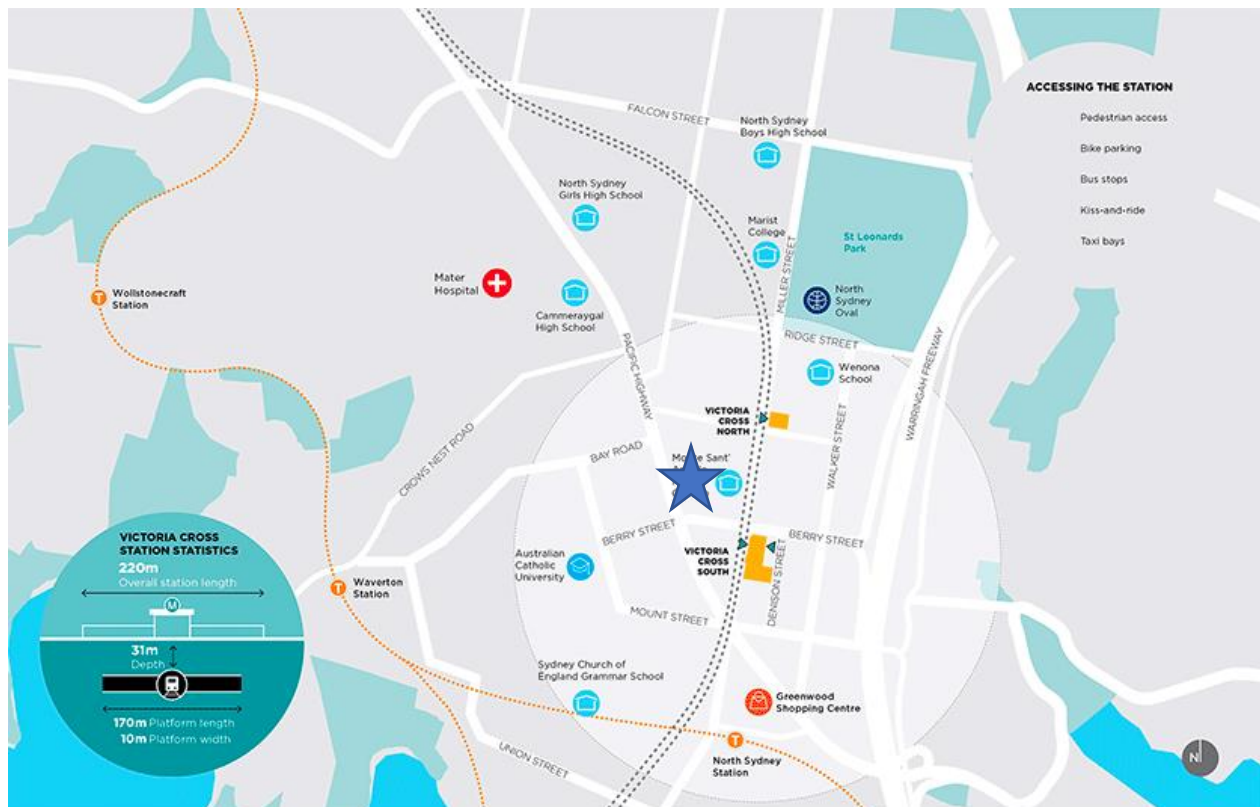 ACCESSING THE STATION
Pedestrian access
Bike parking
Bus stops
Kiss-and-ride
Taxi bays
FALCON STREET
North Sydney
Boys High School
North Sydney
Girls High School
Marist
College
MILLER STREET
St Leonards
Park
Mater
Hospital
Cammeraygal
High School
North
Sydney
Oval
T
Wollstonecraft
Station
PACIFIC HIGHWAY
RIDGE STREET
WARRINGAH FREEWAY
Wenona
School
VICTORIA
CROSS
NORTH
WALKER STREET
CROWS NEST ROAD
BAY ROAD
Sant'
BERRY STREET
BERRY STREET
VICTORIA
CROSS
SOUTH
DENISON STREET
Australian
Catholic
University
T
Waverton
Station
MOUNT STREET
Sydney Church of
England Grammar School
Greenwood
Shopping Centre
UNION STREET
T
North Sydney
Station
N
VICTORIA CROSS
STATION STATISTICS
220m
Overall station length
M
31m
Depth
170m Platform length
10m Platform width